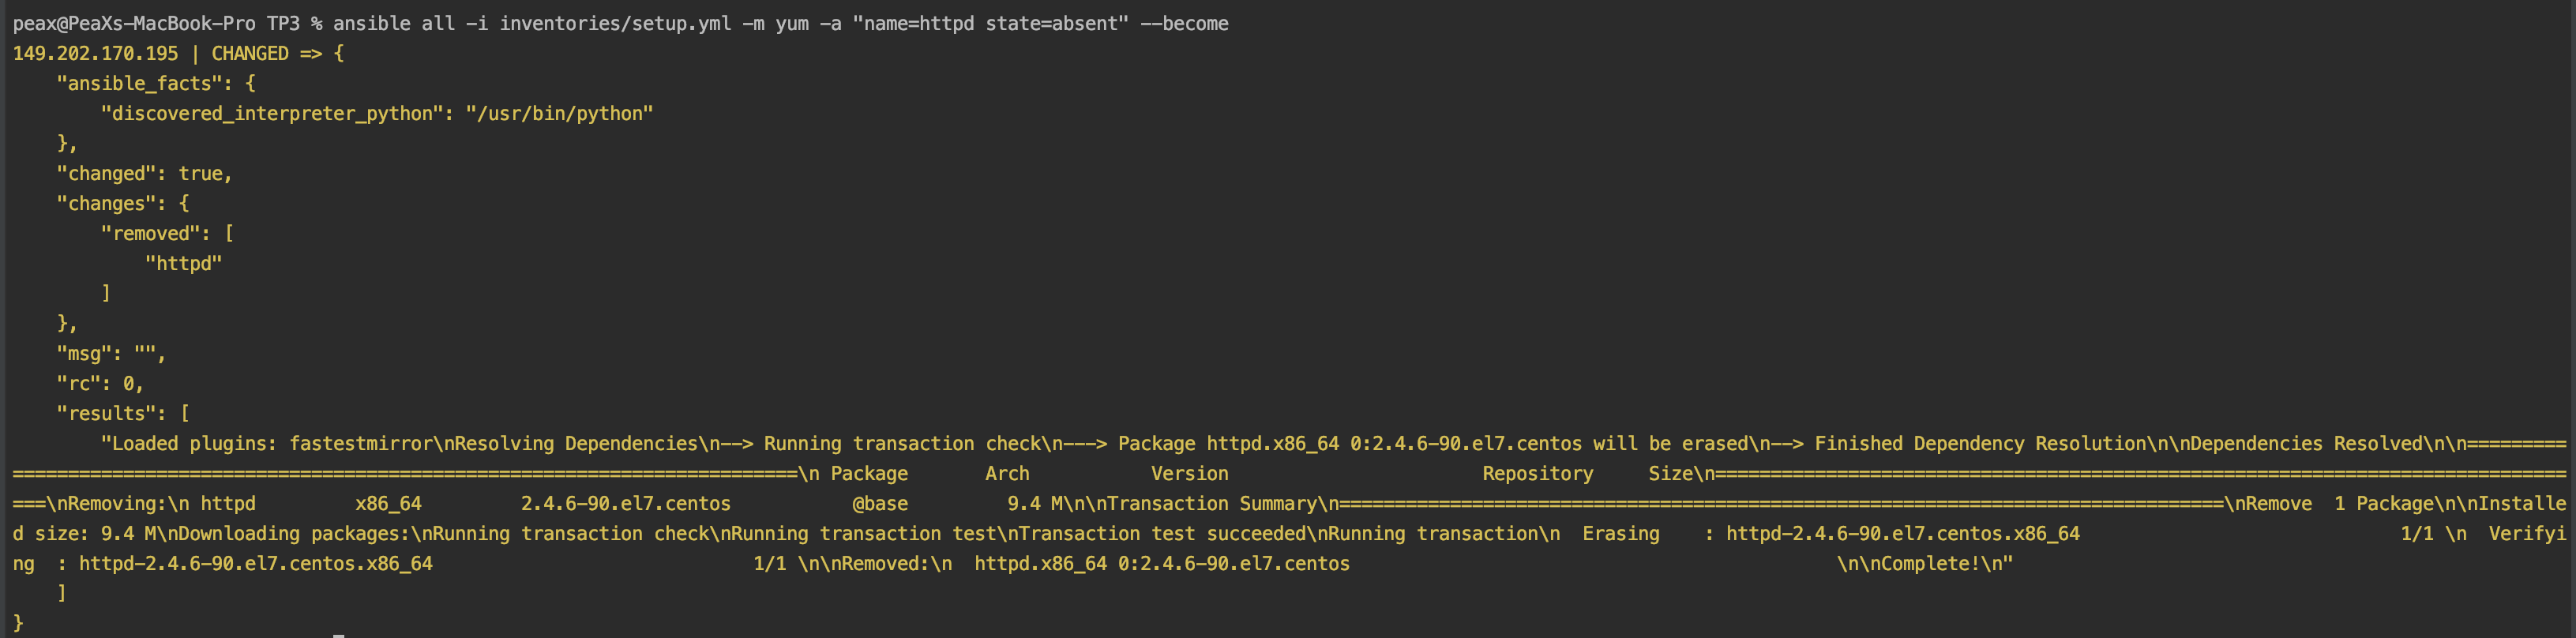 peax@PeaXs-MacBook-Pro TP3 % ansible all -i inventories/setup.yml -m yum -a "name=httpd state=absent" --become
149.202.170.195 | CHANGED => {
    "ansible_facts": {
        "discovered_interpreter_python": "/usr/bin/python"
    },
    "changed": true,
    "changes": {
        "removed": [
            "httpd"
        ]
    },
    "msg": "",
    "rc": 0,
    "results": [
        "Loaded plugins: fastestmirror\nResolving Dependencies\n--> Running transaction check\n---> Package httpd.x86_64 0:2.4.6-90.el7.centos will be erased\n--> Finished Dependency Resolution\n\nDependencies Resolved\n\n=========
=======================================================================\n Package       Arch           Version                       Repository     Size\n=============================================================================
===\nRemoving:\n httpd         x86_64         2.4.6-90.el7.centos           @base         9.4 M\n\nTransaction Summary\n================================================================================\nRemove  1 Package\n\nInstalle
d size: 9.4 M\nDownloading packages:\nRunning transaction check\nRunning transaction test\nTransaction test succeeded\nRunning transaction\n  Erasing    : httpd-2.4.6-90.el7.centos.x86_64                             1/1 \n  Verifyi
ng  : httpd-2.4.6-90.el7.centos.x86_64                             1/1 \n\nRemoved:\n  httpd.x86_64 0:2.4.6-90.el7.centos                                            \n\nComplete!\n"
    ]
}